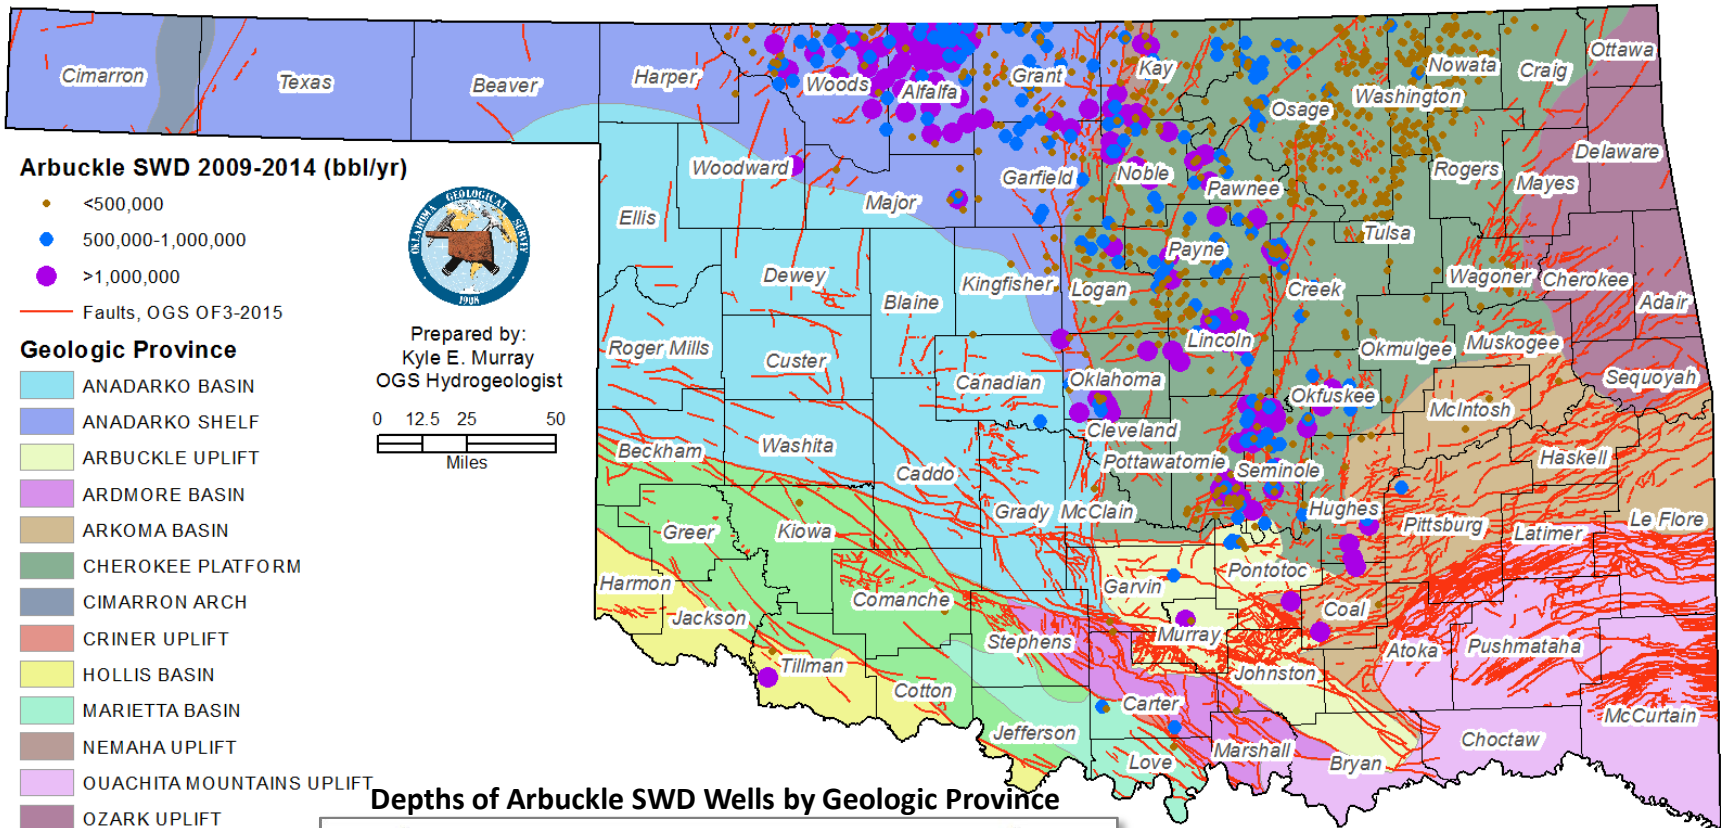 Arbuckle SWD 2009-2014 (bbl/yr)
<500,000
500,000-1,000,000
>1,000,000
Faults, OGS OF3-2015
Geologic Province
ANADARKO BASIN
ANADARKO SHELF
ARBUCKLE UPLIFT
ARDMORE BASIN
ARKOMA BASIN
CHEROKEE PLATFORM
CIMARRON ARCH
CRINER UPLIFT
HOLLIS BASIN
MARIETTA BASIN
NEMAHA UPLIFT
OUACHITA MOUNTAINS UPLIFT
OZARK UPLIFT
OKLAHOMA GEOLOGICAL SURVEY
1908
Prepared by:
Kyle E. Murray
OGS Hydrogeologist
0 12.5 25 50
Miles
Cimarron
Texas
Beaver
Harper
Woods
Alfalfa
Grant
Kay
Osage
Washington
Nowata
Craig
Ottawa
Woodward
Major
Garfield
Noble
Pawnee
Rogers
Mayes
Delaware
Ellis
Dewey
Blaine
Kingfisher
Logan
Payne
Creek
Tulsa
Wagoner
Cherokee
Adair
Roger Mills
Custer
Canadian
Oklahoma
Lincoln
Okfuskee
Okmulgee
Muskogee
Sequoyah
McIntosh
Haskell
Beckham
Washita
Caddo
Grady
McClain
Cleveland
Pottawatomie
Seminole
Hughes
Pittsburg
Latimer
Le Flore
Greer
Kiowa
Harmon
Jackson
Comanche
Stephens
Garvin
Pontotoc
Murray
Coal
Johnston
Atoka
Pushmataha
McCurtain
Tillman
Cotton
Jefferson
Carter
Love
Marshall
Bryan
Choctaw
Depths of Arbuckle SWD Wells by Geologic Province